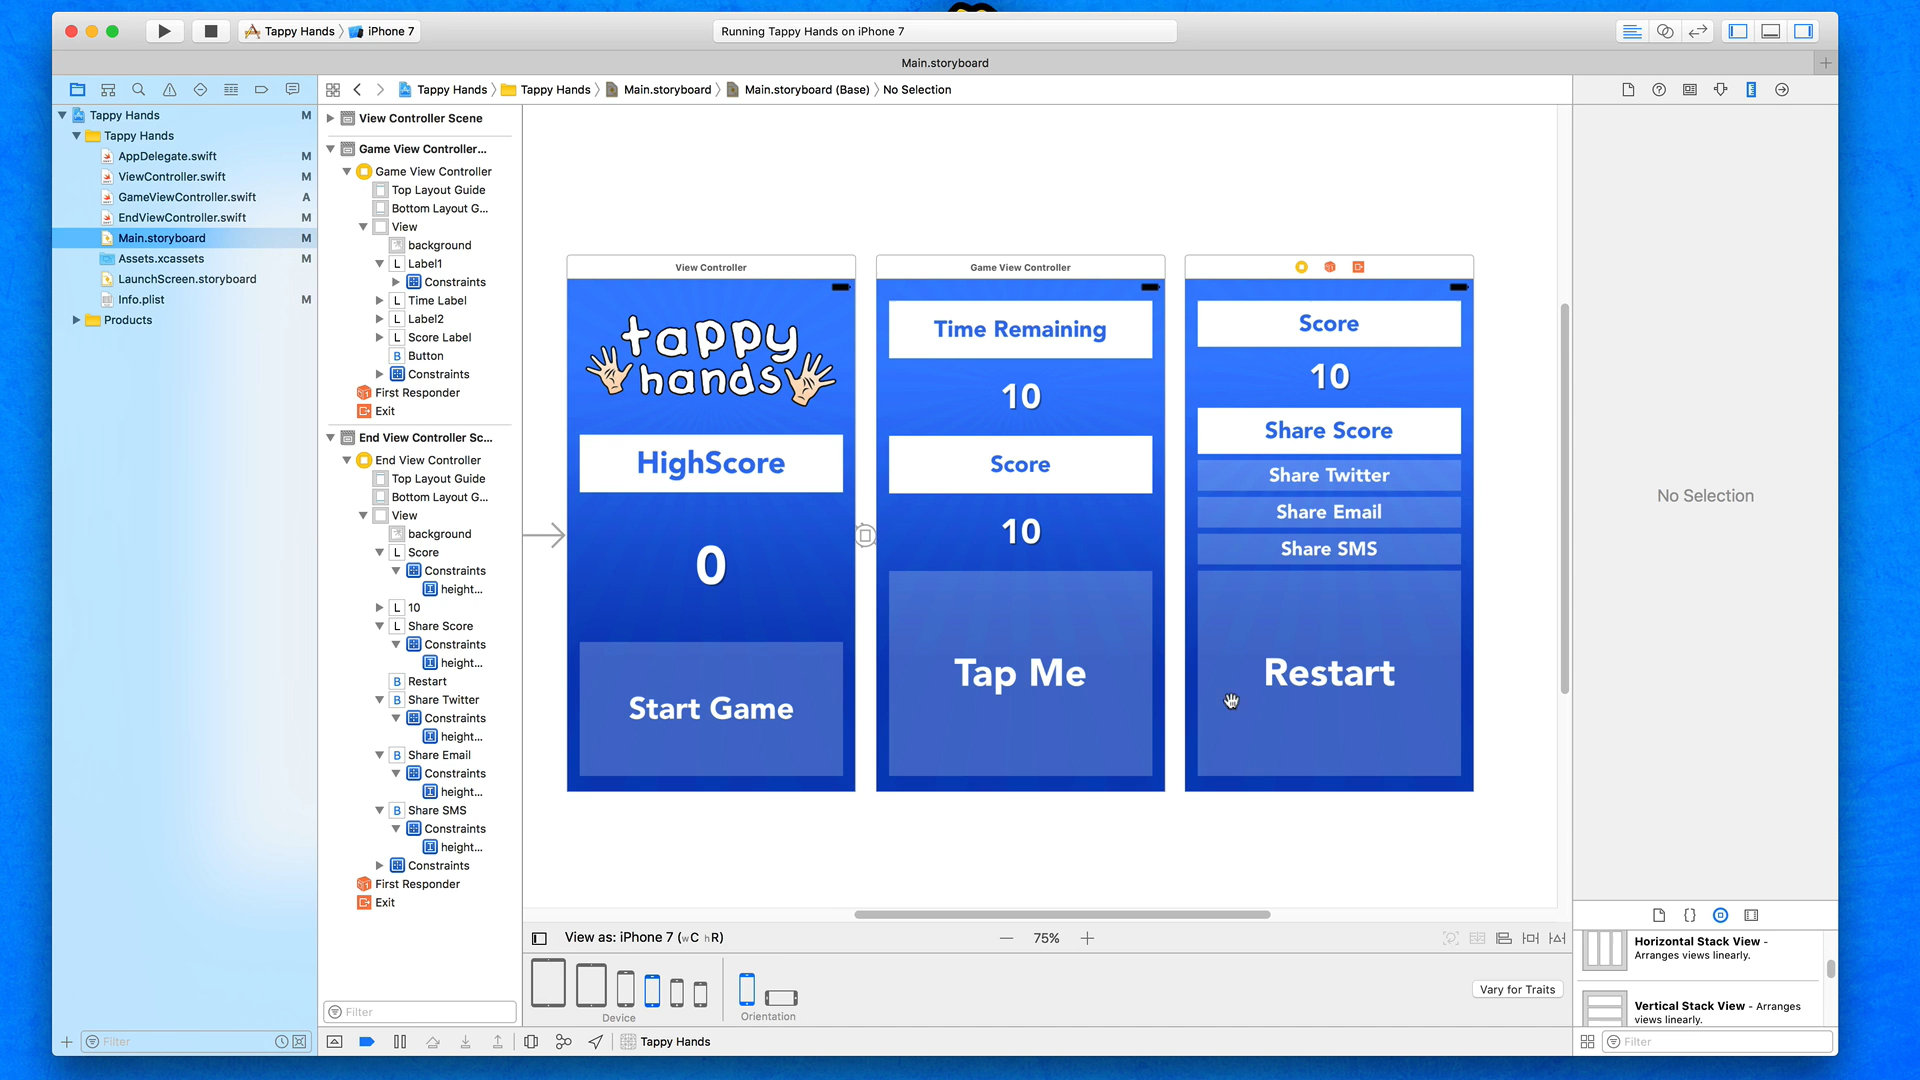 Tappy Hands
iPhone 7
Running Tappy Hands on iPhone 7
Main.storyboard
Tappy Hands
Tappy Hands
Main.storyboard
Main.storyboard (Base)
No Selection
Tappy Hands M
Tappy Hands
AppDelegate.swift M
ViewController.swift M
GameViewController.swift A
EndViewController.swift M
Main.storyboard M
Assets.xcassets M
LaunchScreen.storyboard
Info.plist M
Products
Filter
View Controller Scene
Game View Controller...
Game View Controller
Top Layout Guide
Bottom Layout G...
View
background
L Label1
Constraints
L Time Label
L Label2
L Score Label
B Button
Constraints
First Responder
Exit
End View Controller Sc...
End View Controller
Top Layout Guide
Bottom Layout G...
View
background
L Score
Constraints
height...
L 10
L Share Score
Constraints
height...
B Restart
B Share Twitter
Constraints
height...
B Share Email
Constraints
height...
B Share SMS
Constraints
height...
Constraints
First Responder
Exit
Filter
View Controller
tappy
hands
HighScore
0
Start Game
Game View Controller
Time Remaining
10
Score
10
Tap Me
Score
10
Share Score
Share Twitter
Share Email
Share SMS
Restart
View as: iPhone 7 (wC hR)
75%
Device
Orientation
Vary for Traits
Tappy Hands
No Selection
Horizontal Stack View -
Arranges views linearly.
Vertical Stack View - Arranges
views linearly.
Filter